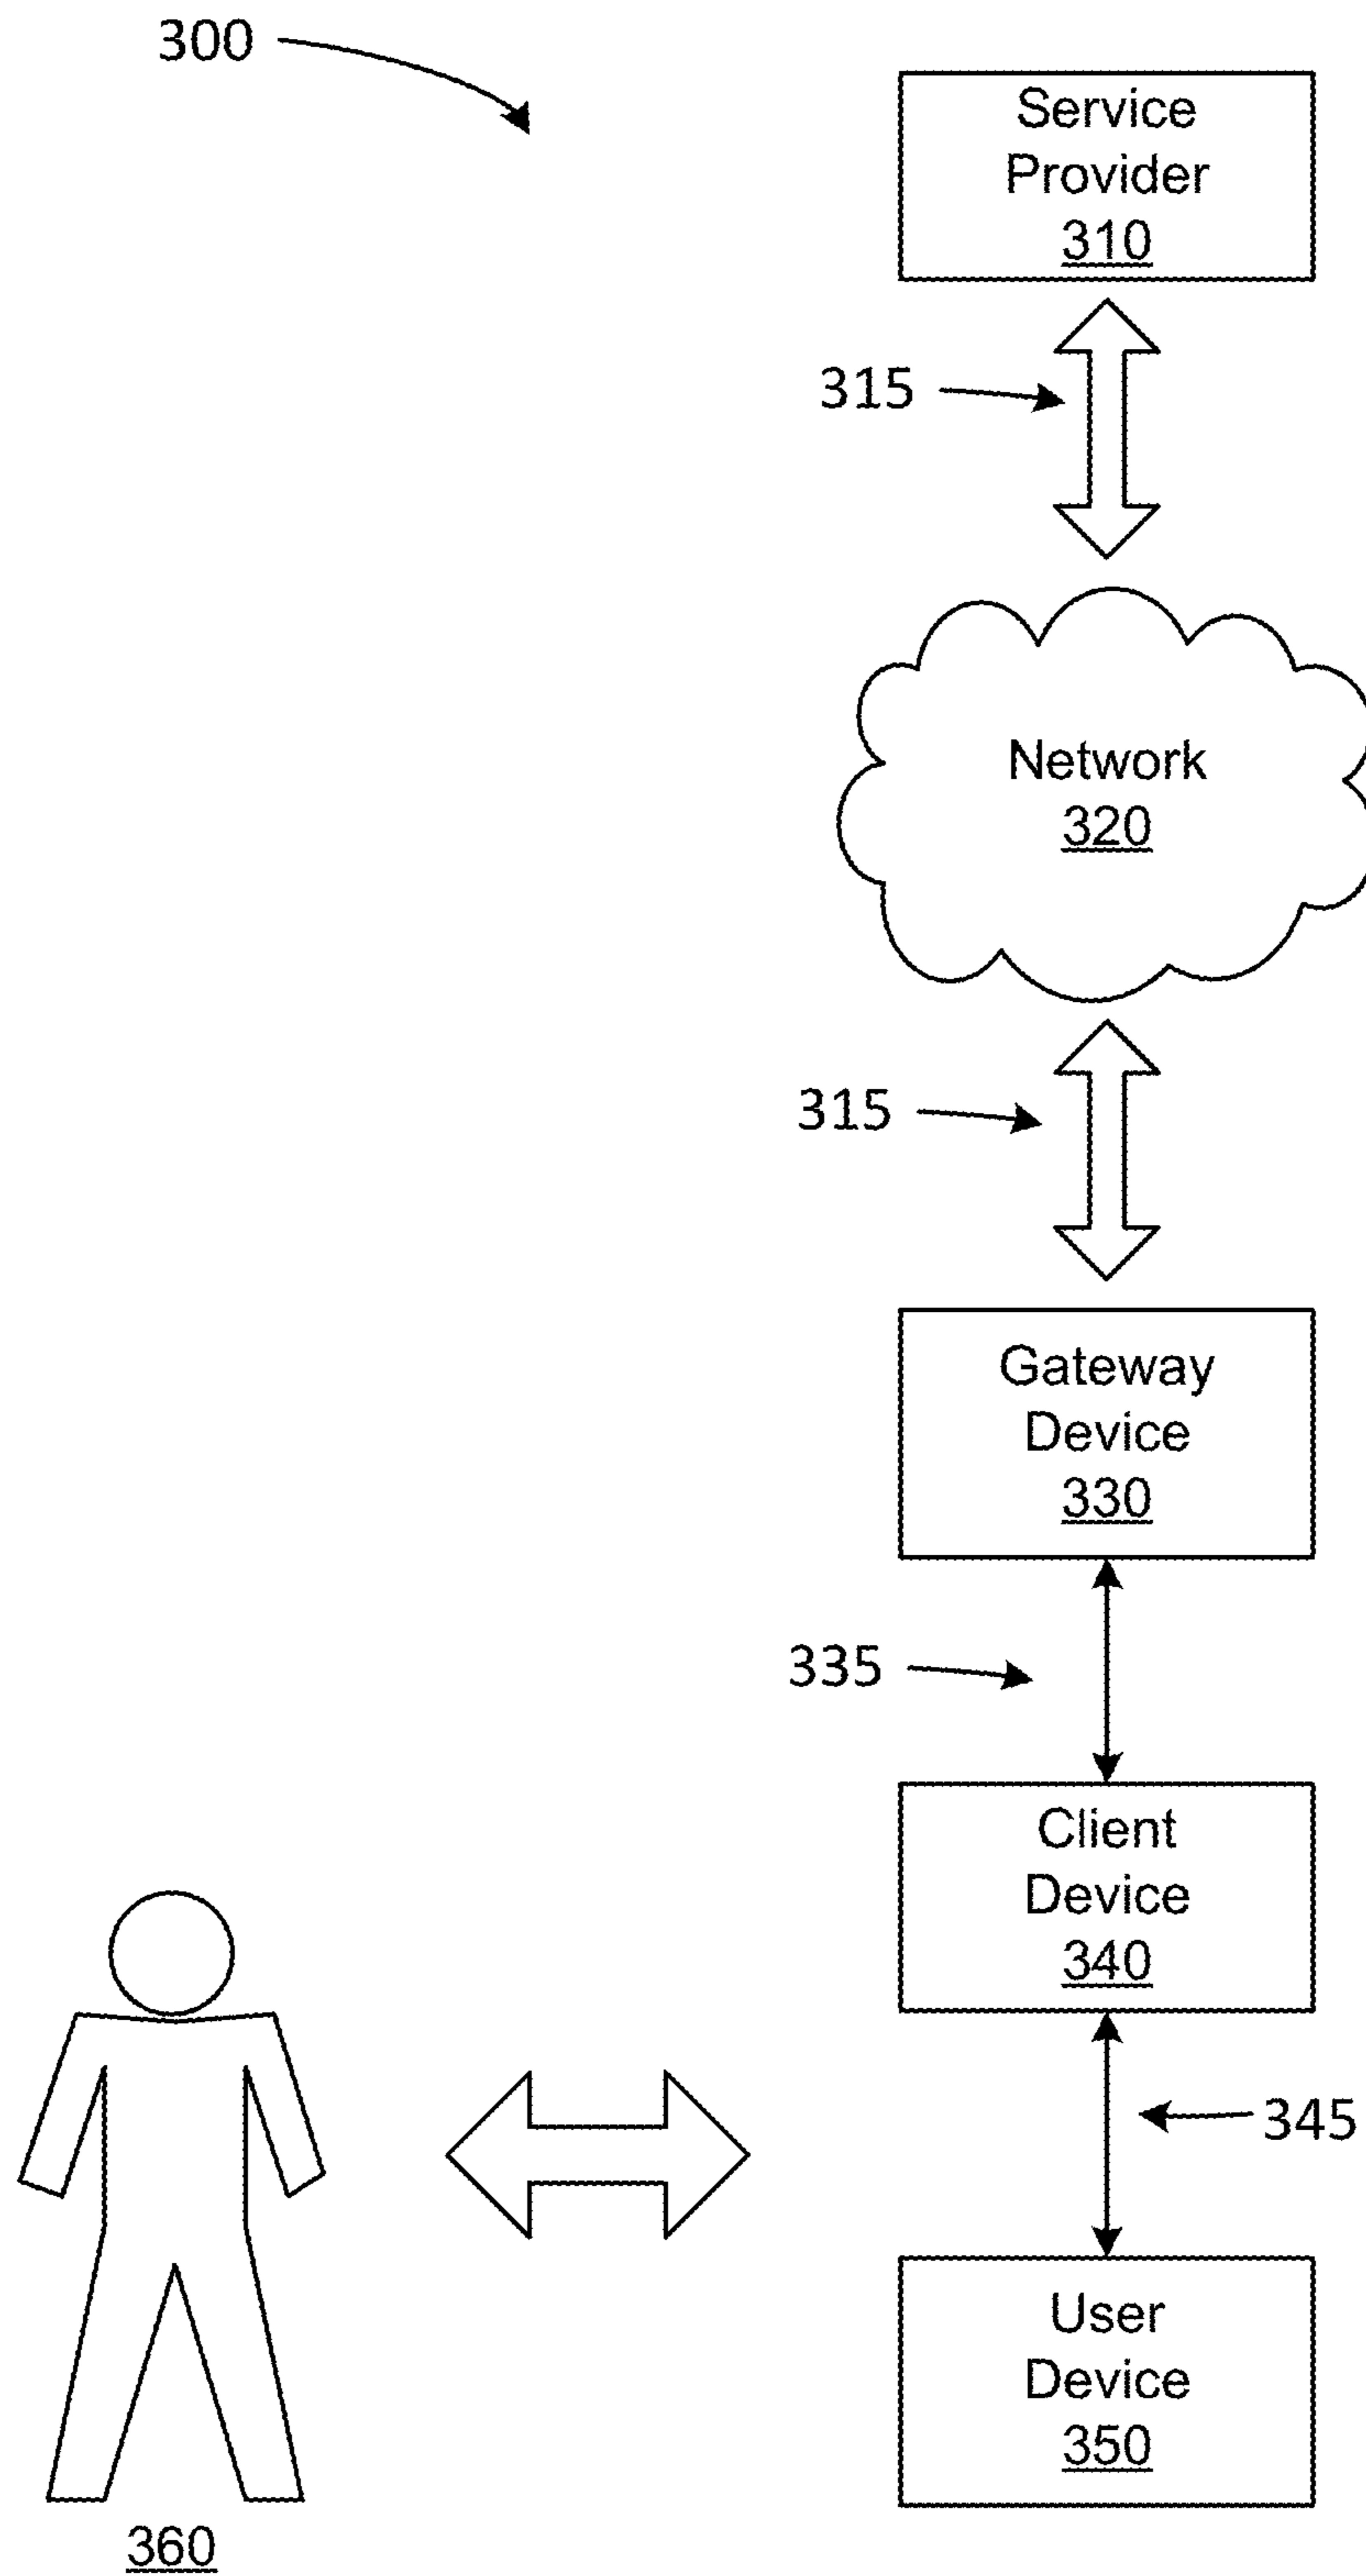 300
Service
Provider
310
315
Network
320
315
Gateway
Device
330
335
Client
Device
340
345
User
Device
350
360